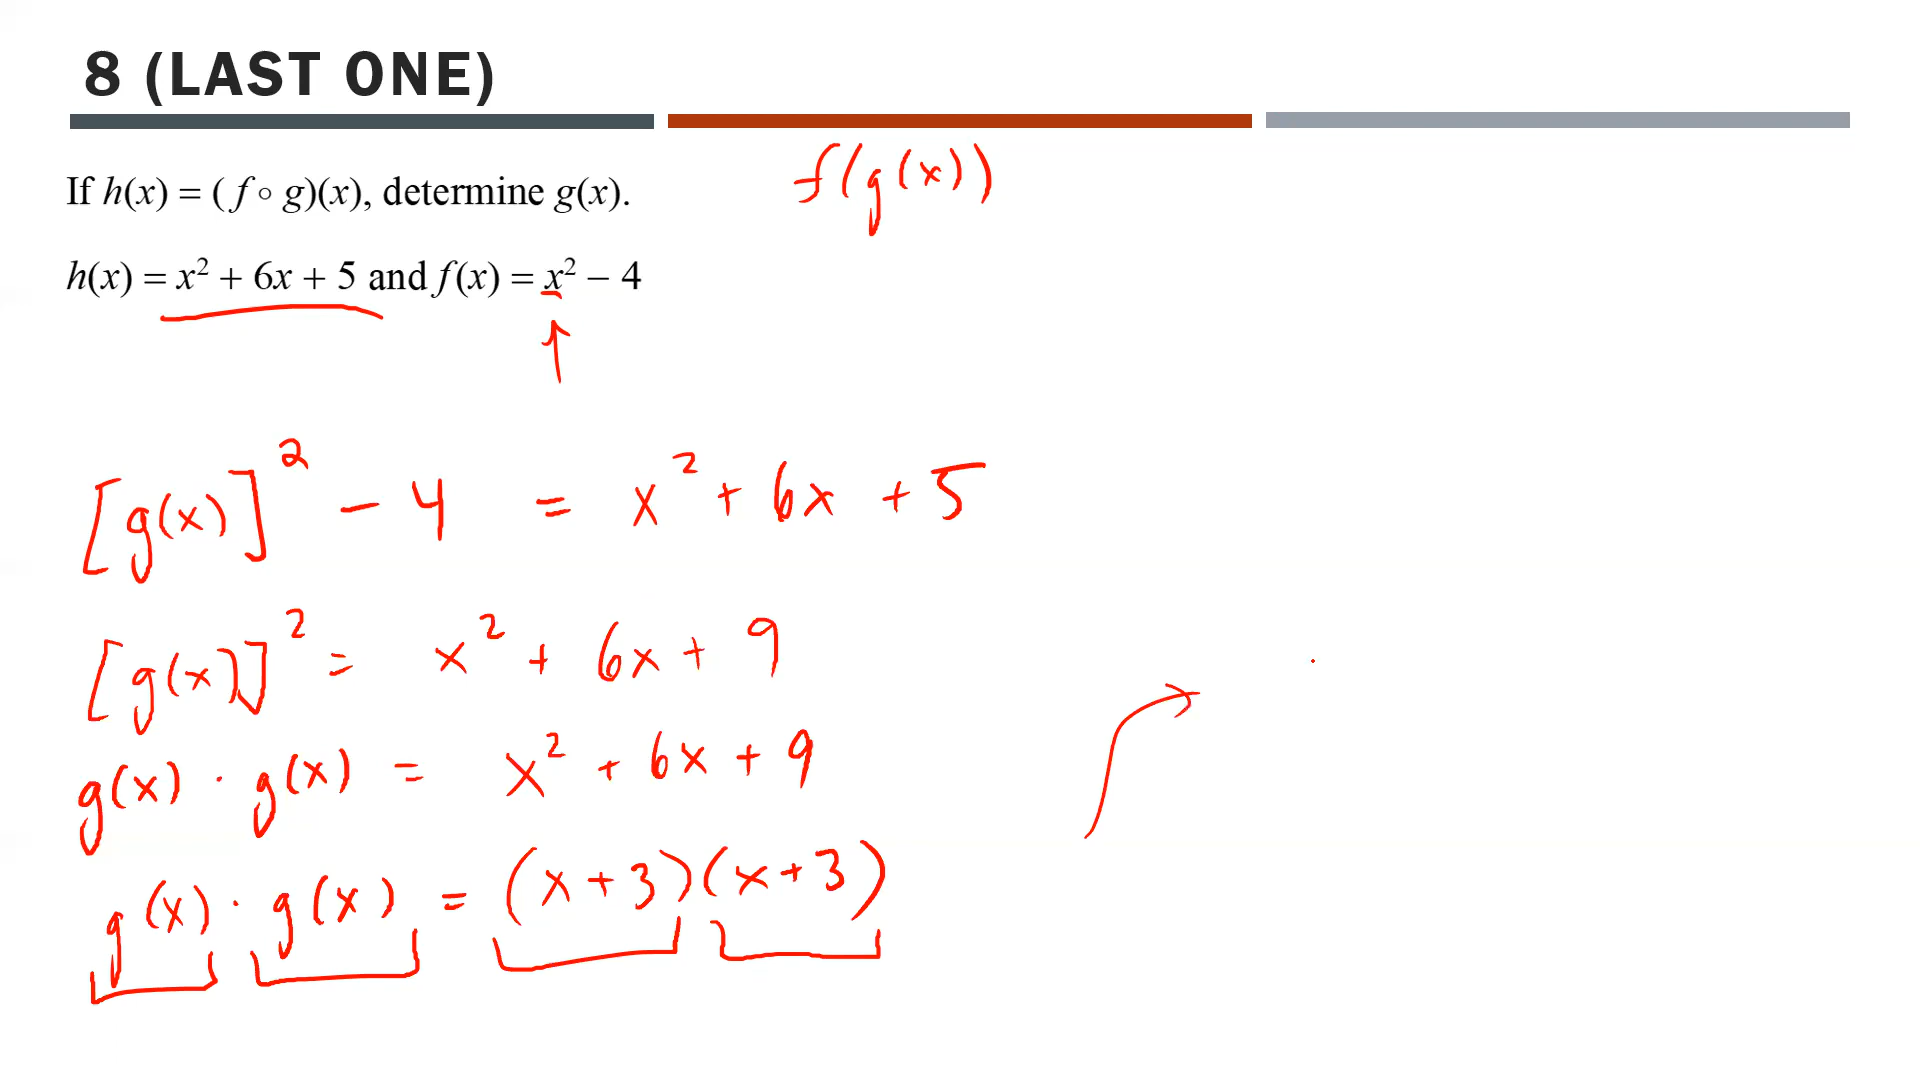 8 (LAST ONE)
If h(x) = ( f ∘ g)(x), determine g(x).
f(g(x))
h(x) = x² + 6x + 5 and f(x) = x² − 4
[g(x)]² − 4 = x² + 6x + 5
[g(x)]² = x² + 6x + 9
g(x) · g(x) = x² + 6x + 9
g(x) · g(x) = (x + 3)(x + 3)